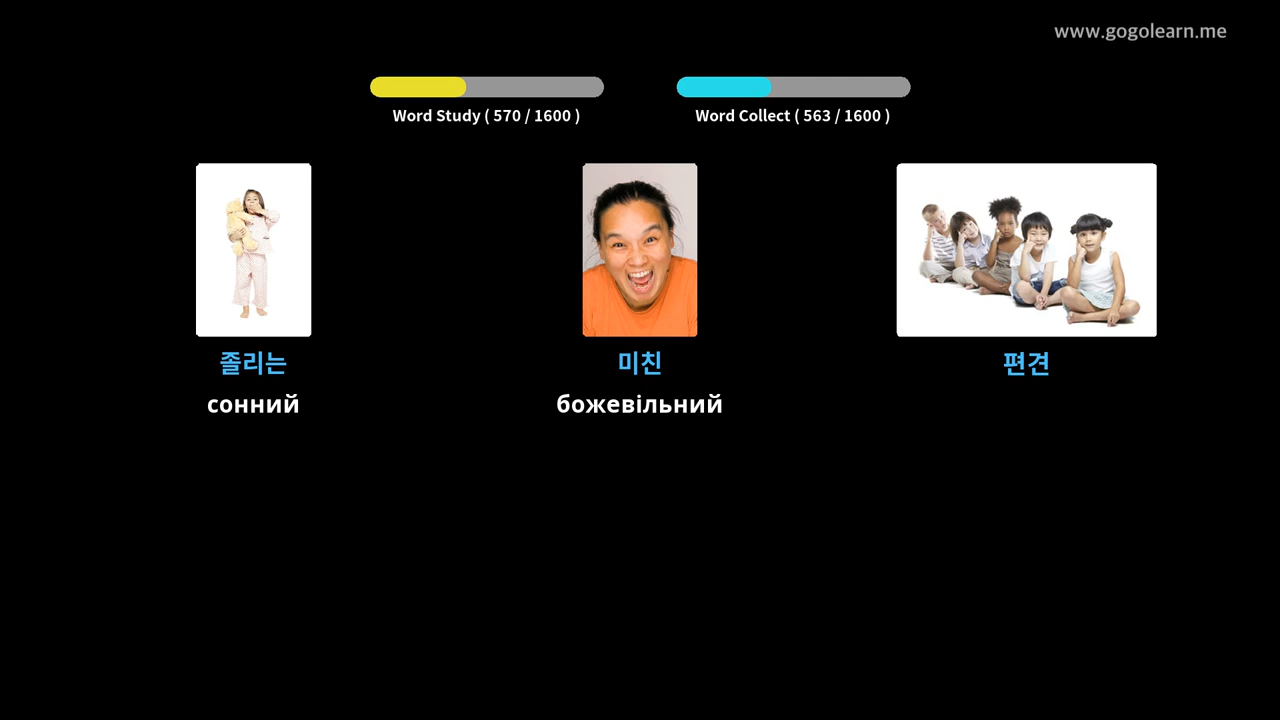 www.gogolearn.me
Word Study ( 570 / 1600 )
Word Collect ( 563 / 1600 )
졸리는
미친
편견
сонний
божевільний